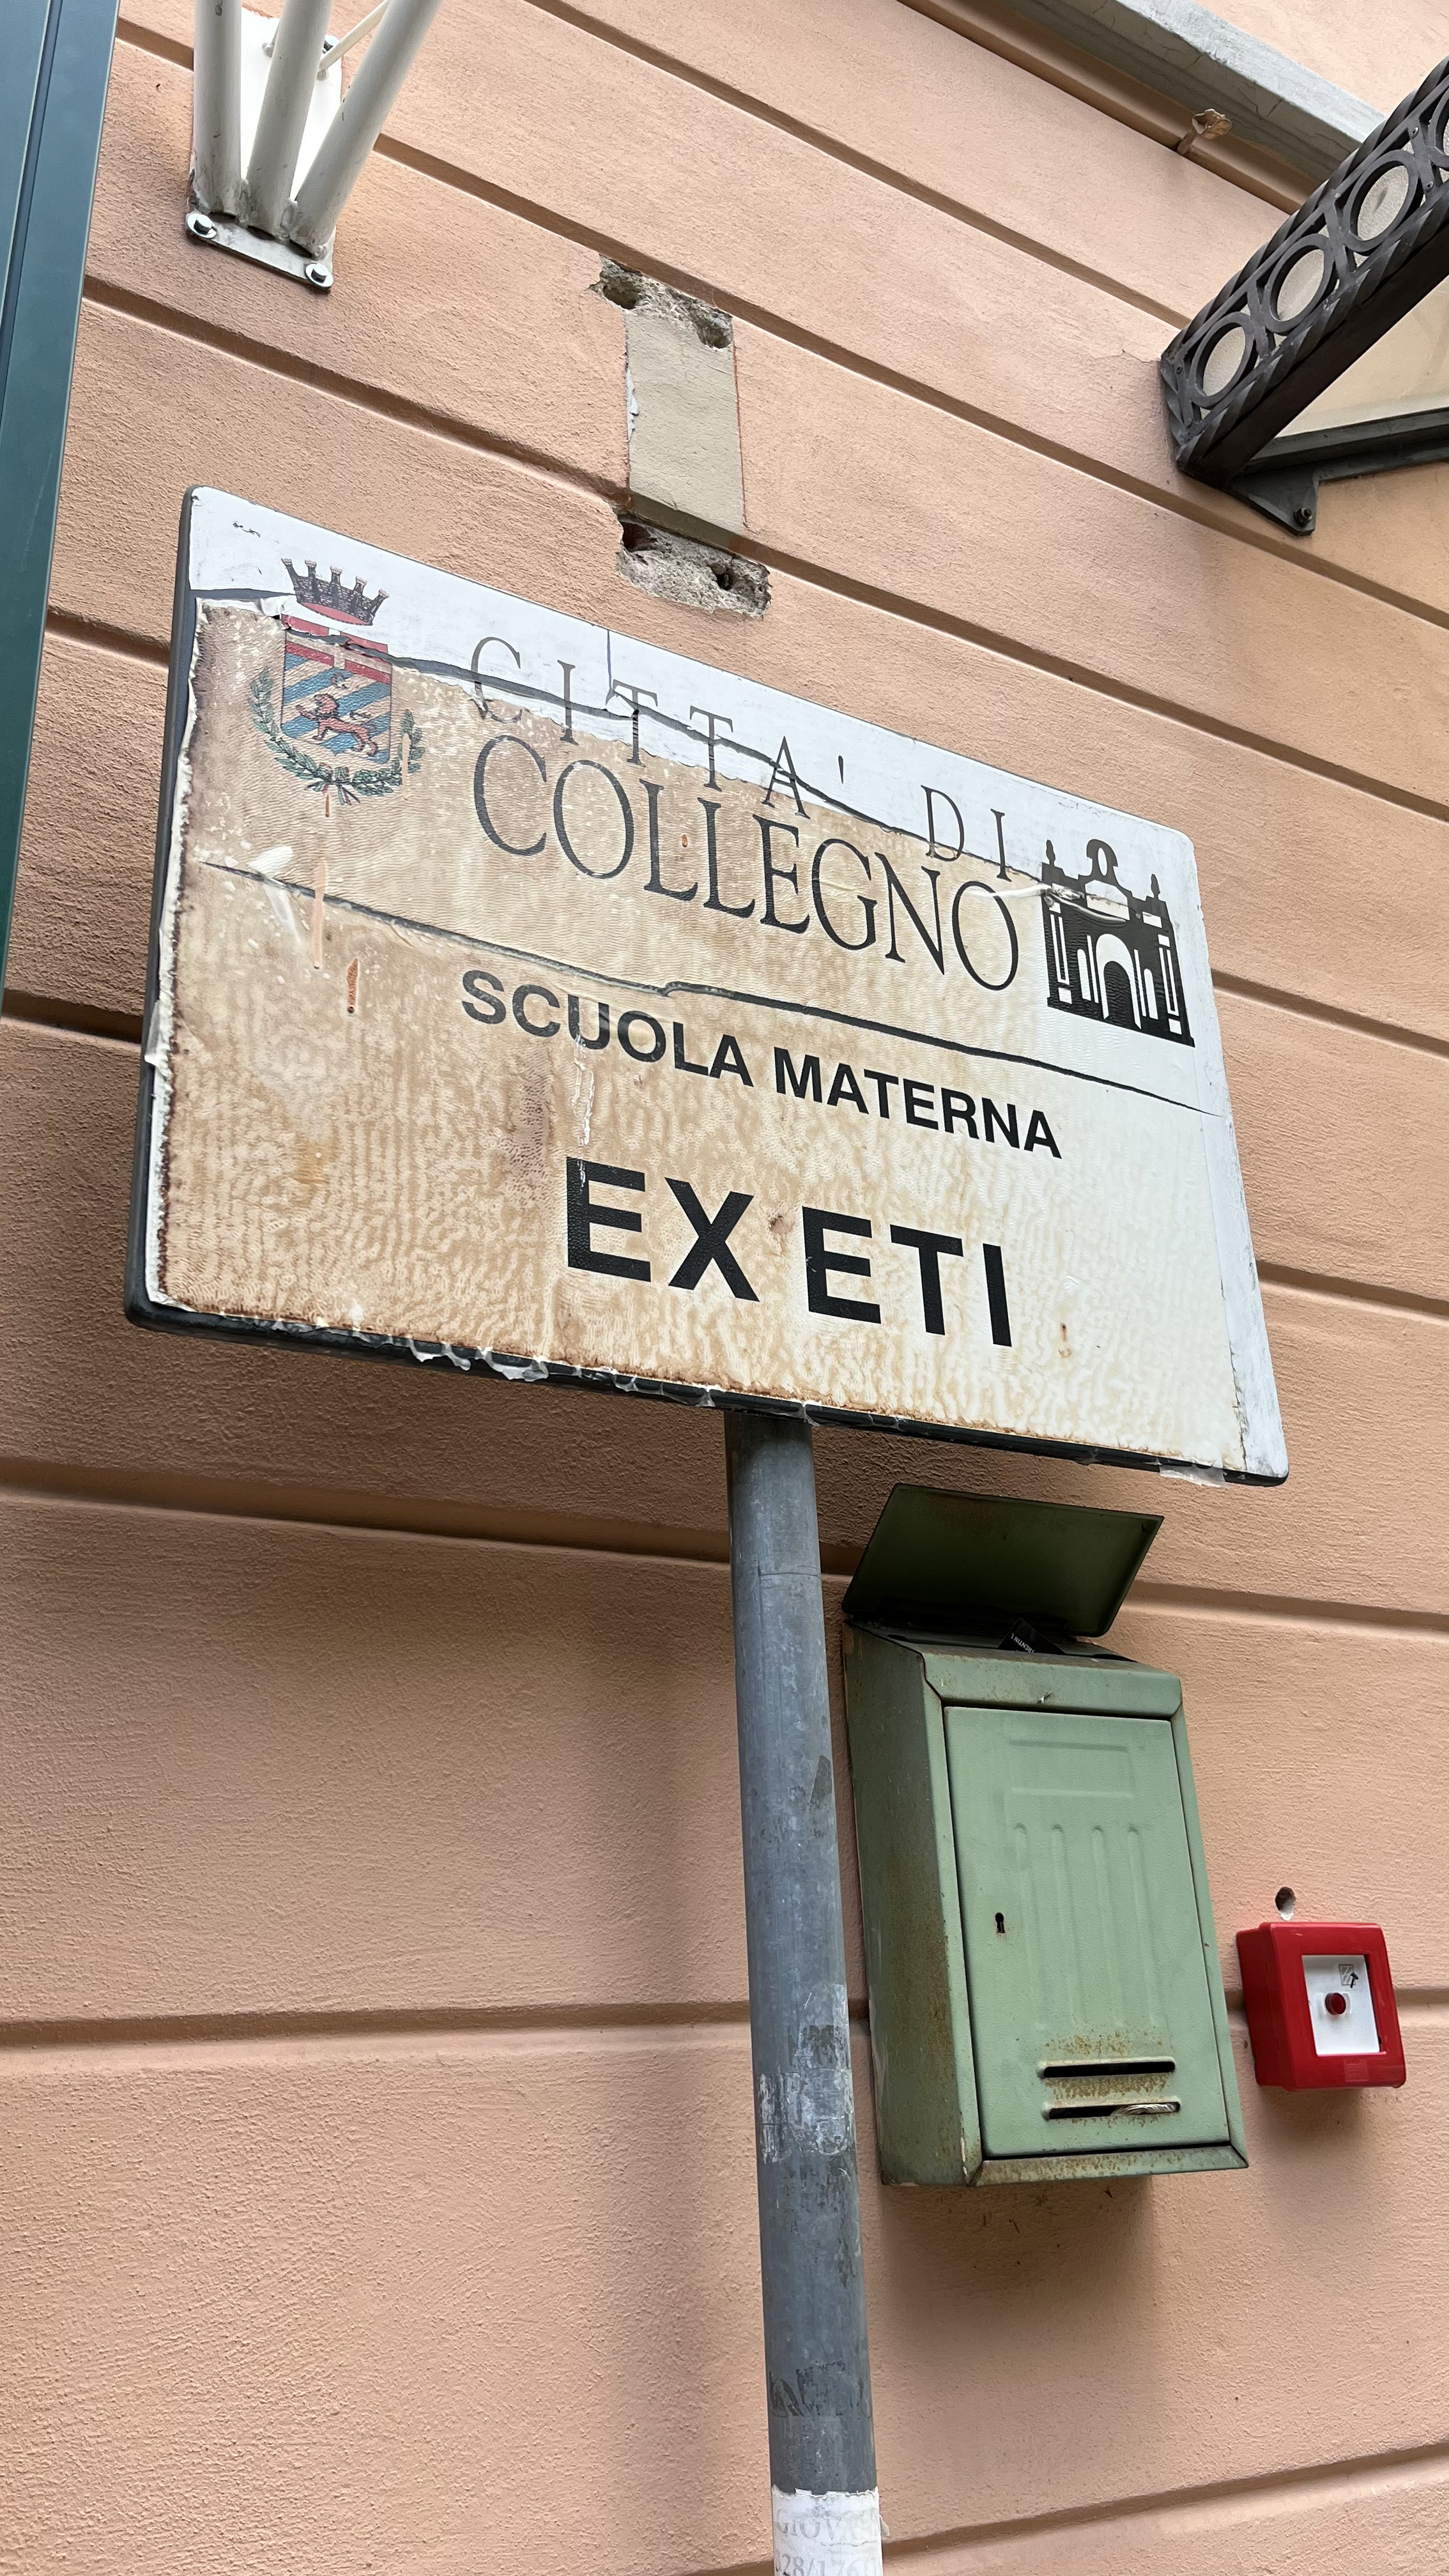 CITTA' DI
COLLEGNO
SCUOLA MATERNA
EX ETI